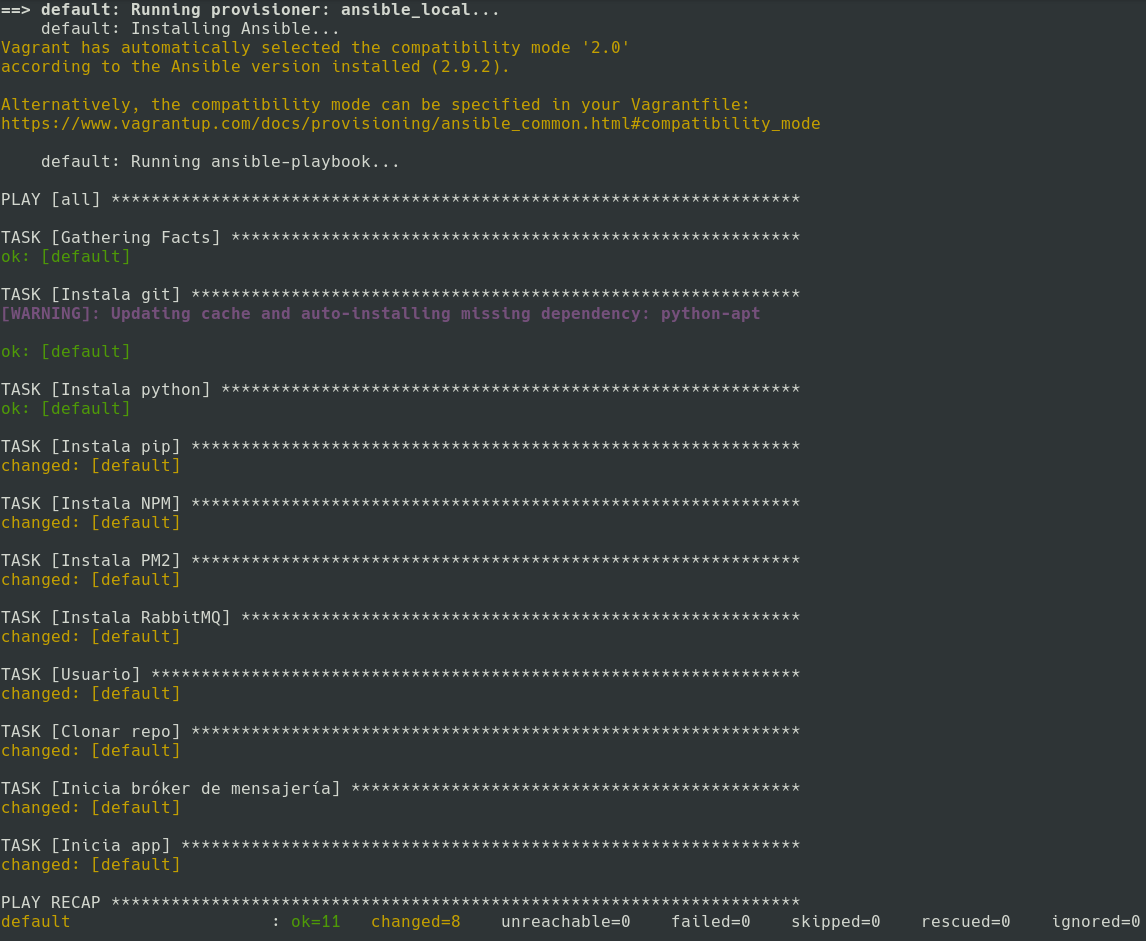 ==> default: Running provisioner: ansible_local...
    default: Installing Ansible...
Vagrant has automatically selected the compatibility mode '2.0'
according to the Ansible version installed (2.9.2).

Alternatively, the compatibility mode can be specified in your Vagrantfile:
https://www.vagrantup.com/docs/provisioning/ansible_common.html#compatibility_mode

    default: Running ansible-playbook...

PLAY [all] *********************************************************************

TASK [Gathering Facts] *********************************************************
ok: [default]

TASK [Instala git] *************************************************************
[WARNING]: Updating cache and auto-installing missing dependency: python-apt

ok: [default]

TASK [Instala python] **********************************************************
ok: [default]

TASK [Instala pip] *************************************************************
changed: [default]

TASK [Instala NPM] *************************************************************
changed: [default]

TASK [Instala PM2] *************************************************************
changed: [default]

TASK [Instala RabbitMQ] ********************************************************
changed: [default]

TASK [Usuario] *****************************************************************
changed: [default]

TASK [Clonar repo] *************************************************************
changed: [default]

TASK [Inicia bróker de mensajería] *********************************************
changed: [default]

TASK [Inicia app] **************************************************************
changed: [default]

PLAY RECAP *********************************************************************
default                    : ok=11   changed=8    unreachable=0    failed=0    skipped=0    rescued=0    ignored=0